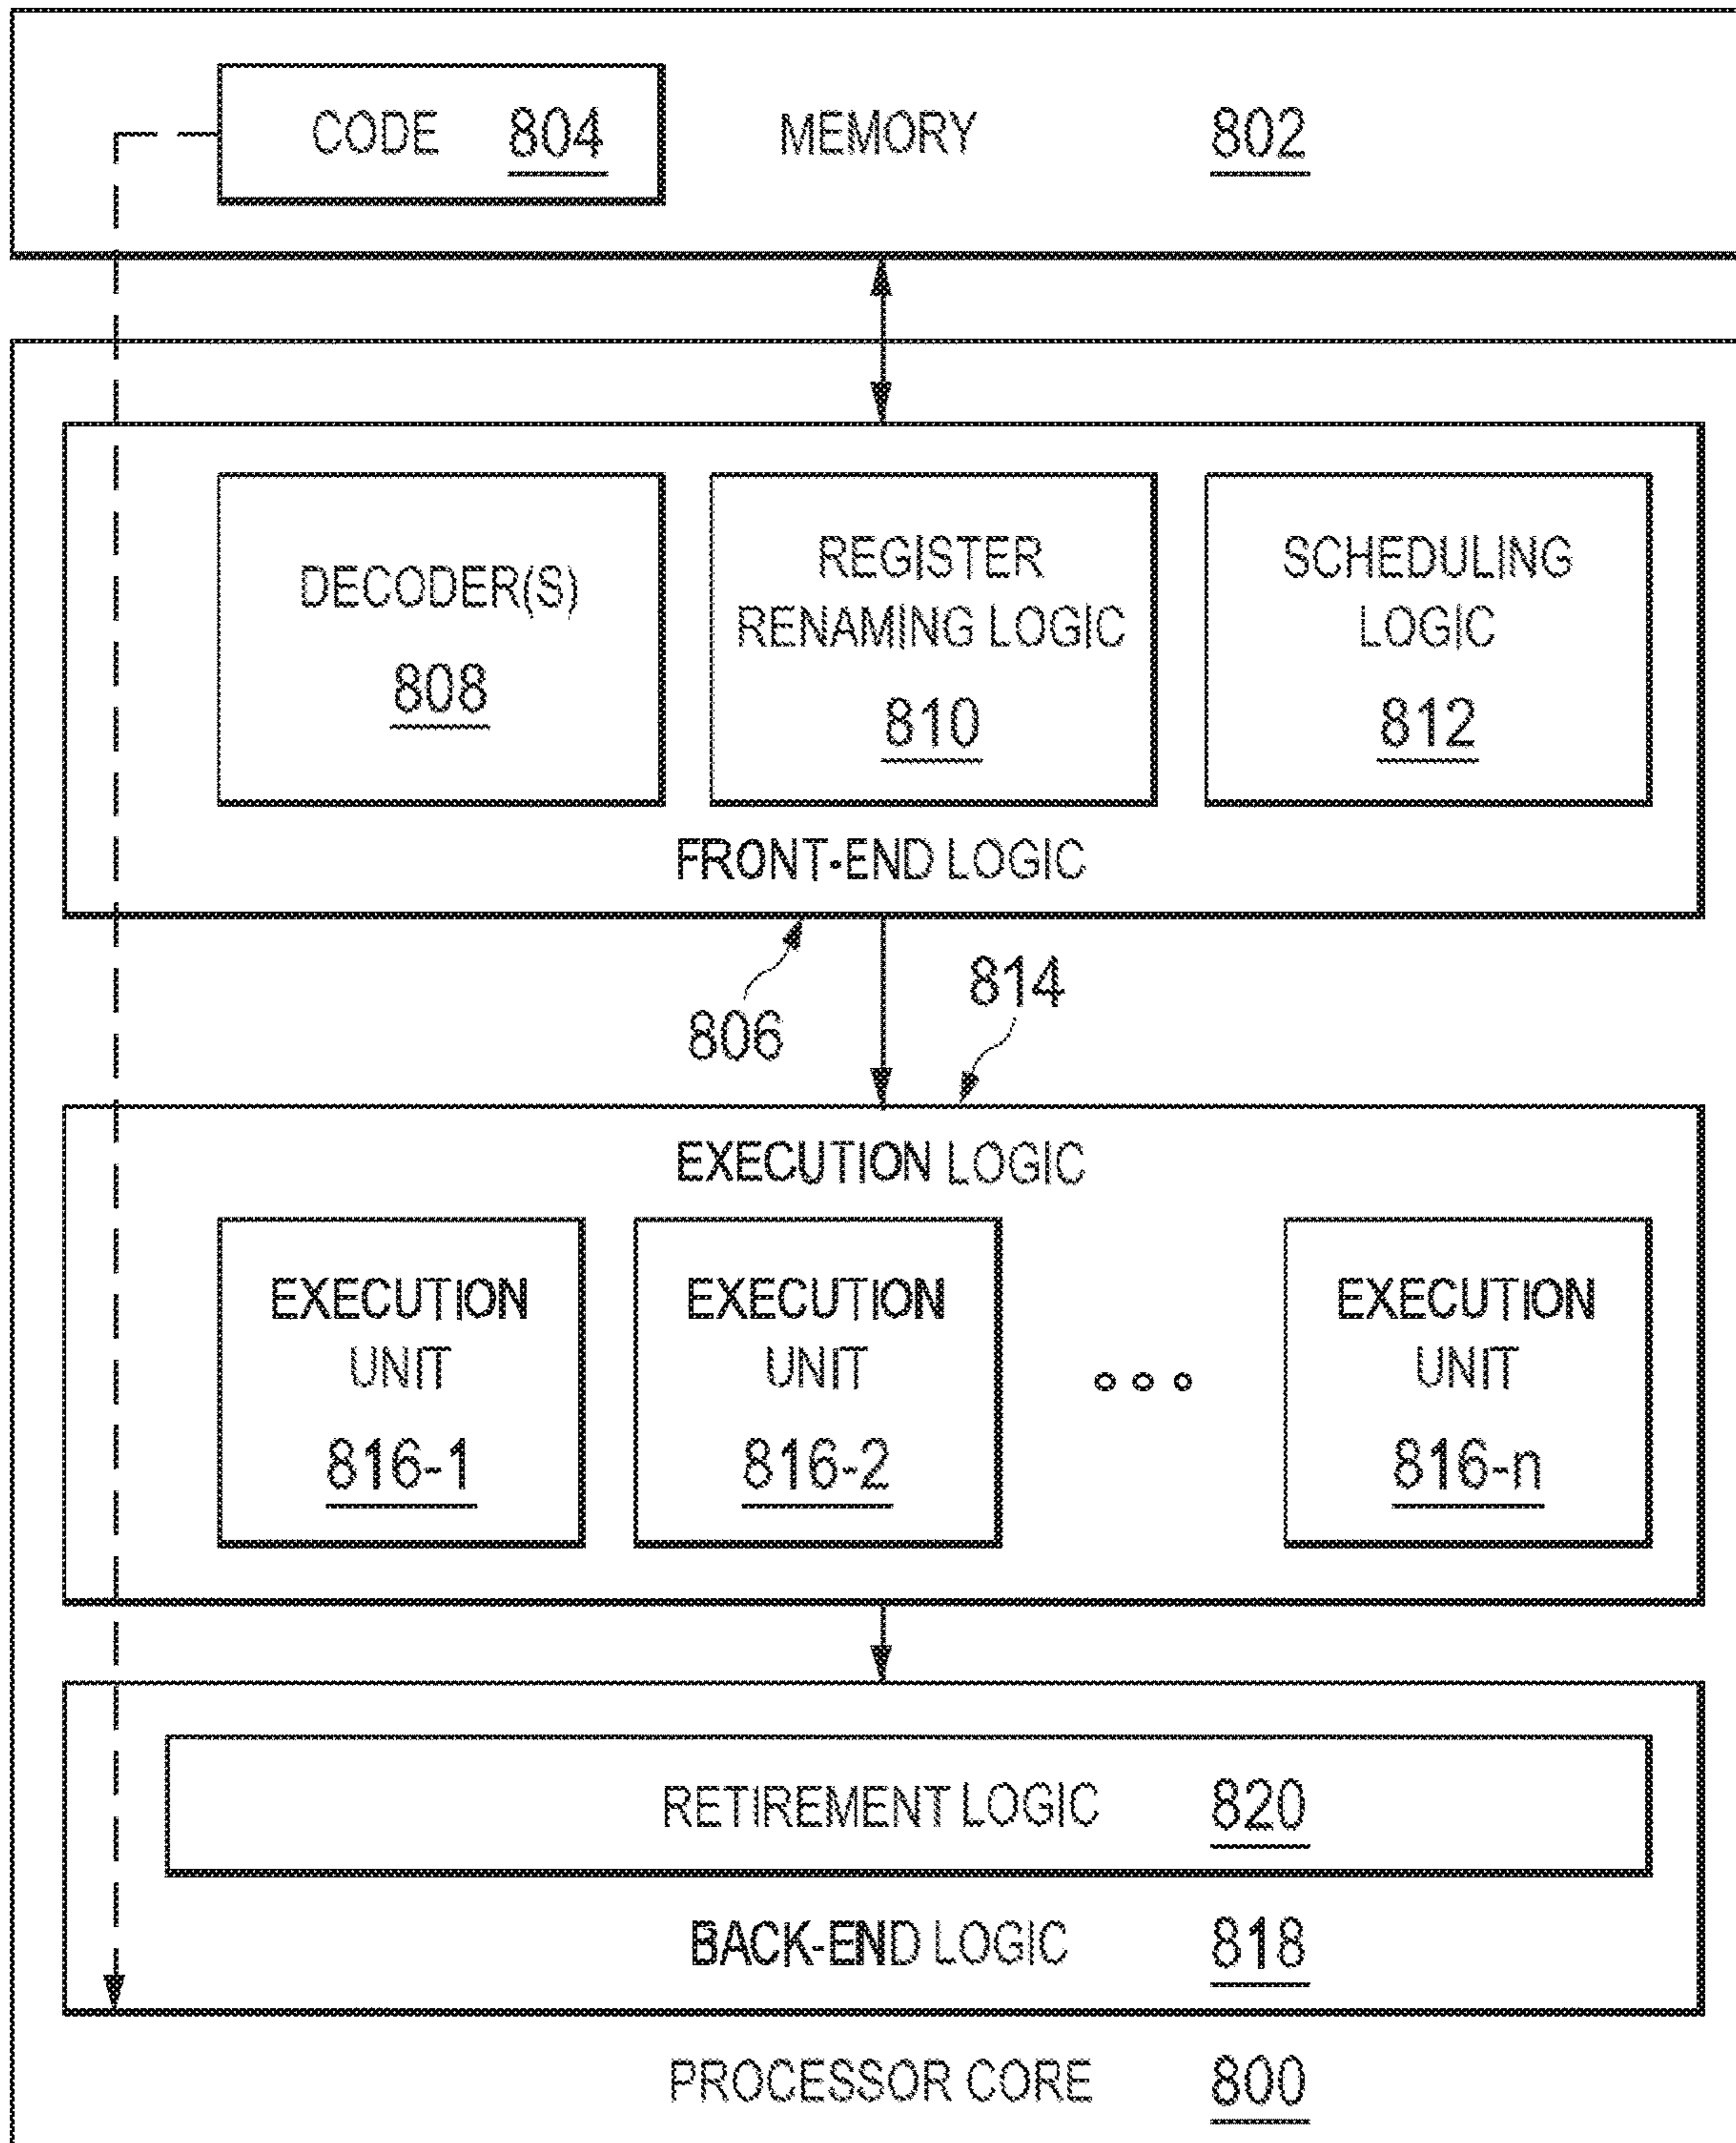 CODE 804 MEMORY 802
DECODER(S)
808
REGISTER
RENAMING LOGIC
810
SCHEDULING
LOGIC
812
FRONT-END LOGIC
806
814
EXECUTION LOGIC
EXECUTION
UNIT
816-1
EXECUTION
UNIT
816-2
EXECUTION
UNIT
816-n
RETIREMENT LOGIC 820
BACK-END LOGIC 818
PROCESSOR CORE 800